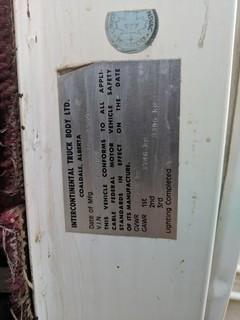 INTERCONTINENTAL TRUCK BODY LTD.
COALDALE, ALBERTA
Date of Mfg.
V.I.N.
THIS VEHICLE CONFORMS TO ALL APPLI-
CABLE FEDERAL MOTOR VEHICLE SAFETY
STANDARDS IN EFFECT ON THE DATE
OF ITS MANUFACTURE.
GVWR
GAWR 1st 2nd
3rd
Lighting Completed